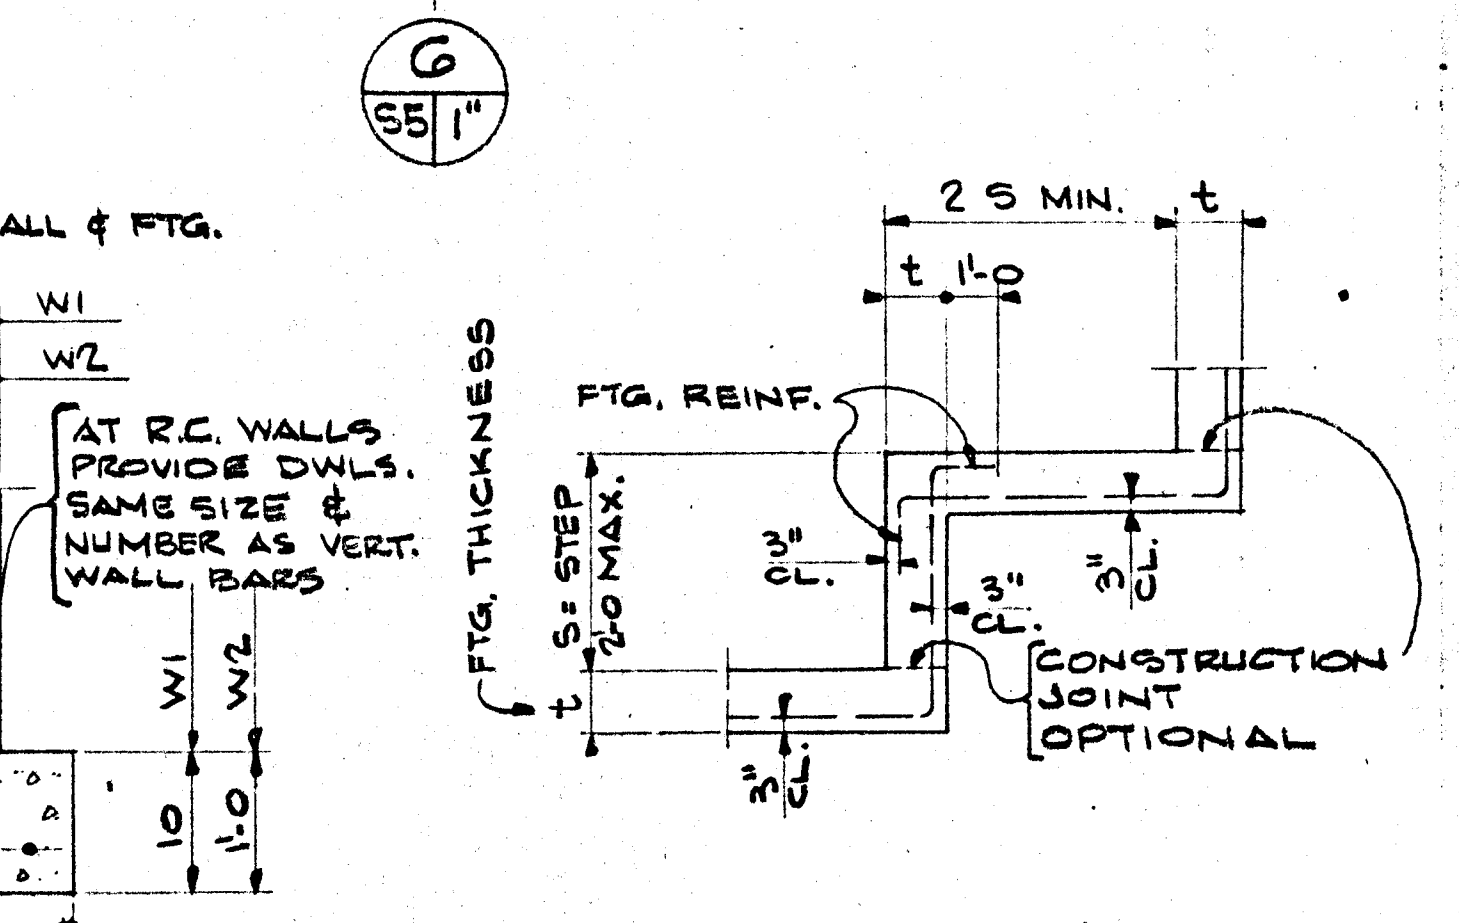 6
S5 1"
ALL & FTG.
W1
W2
AT R.C. WALLS
PROVIDE DWLS.
SAME SIZE &
NUMBER AS VERT.
WALL BARS
W1
W2
10
1'-0
FTG. THICKNESS
t
S = STEP
2'-0 MAX.
FTG. REINF.
2 S MIN.
t
t
1'-0
3"
CL.
3"
CL.
3"
CL.
3"
CL.
CONSTRUCTION
JOINT
OPTIONAL